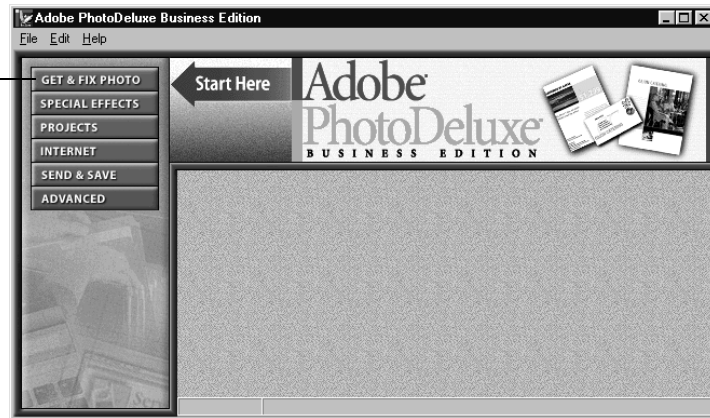 Adobe PhotoDeluxe Business Edition
File Edit Help
GET & FIX PHOTO
SPECIAL EFFECTS
PROJECTS
INTERNET
SEND & SAVE
ADVANCED
Start Here
Adobe
PhotoDeluxe
BUSINESS EDITION